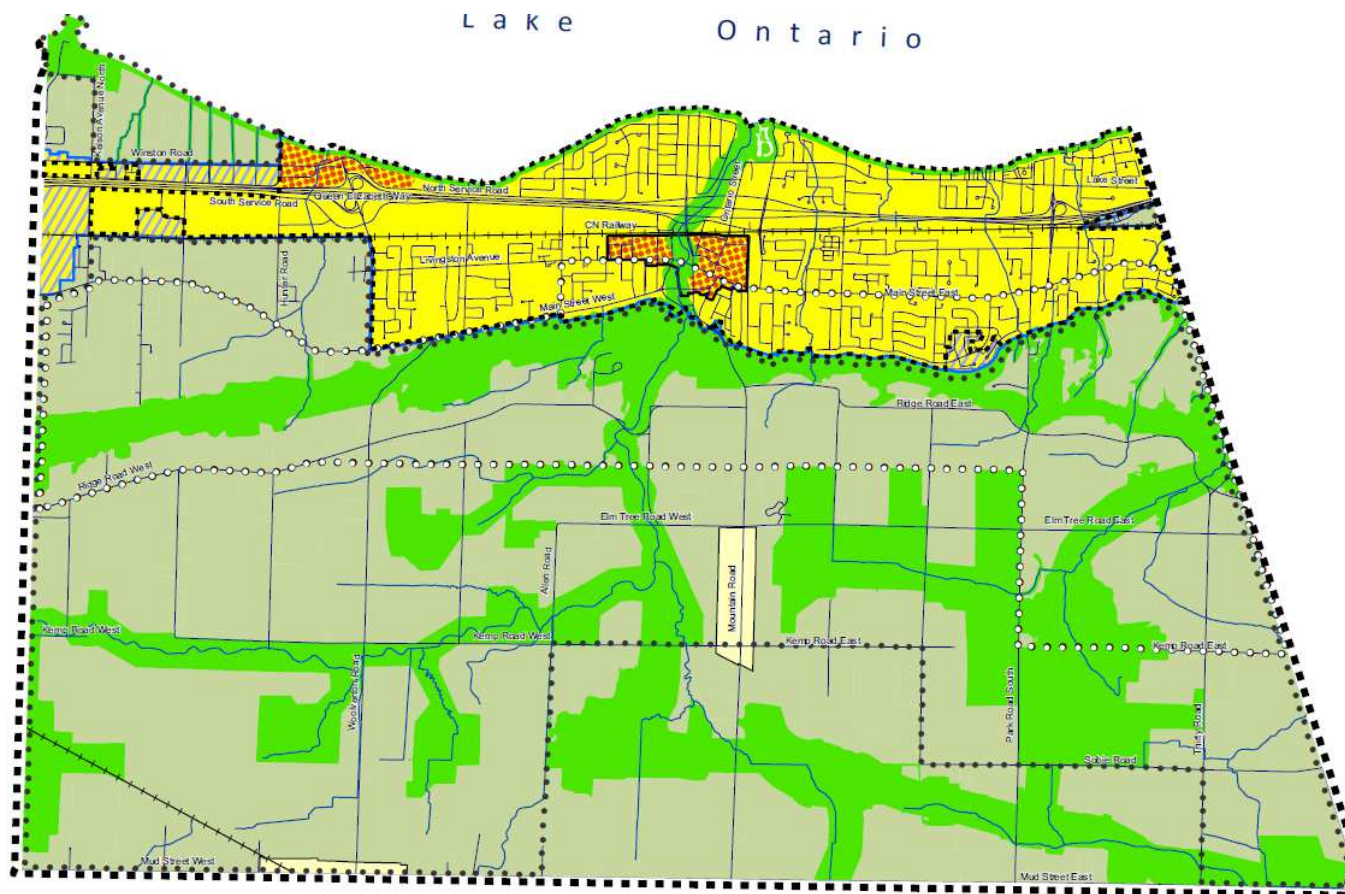 Lake Ontario
Kelson Avenue North
Winston Road
North Service Road
Queen Elizabeth Way
South Service Road
Lake Street
Ontario Street
CN Railway
Livingston Avenue
Hunter Road
Main Street West
Main Street East
Ridge Road East
Ridge Road West
Elm Tree Road West
Elm Tree Road East
Allen Road
Mountain Road
Kemp Road West
Kemp Road West
Kemp Road East
Kemp Road East
Woolverton Road
Park Road South
Thirty Road
Sobie Road
Mud Street West
Mud Street East